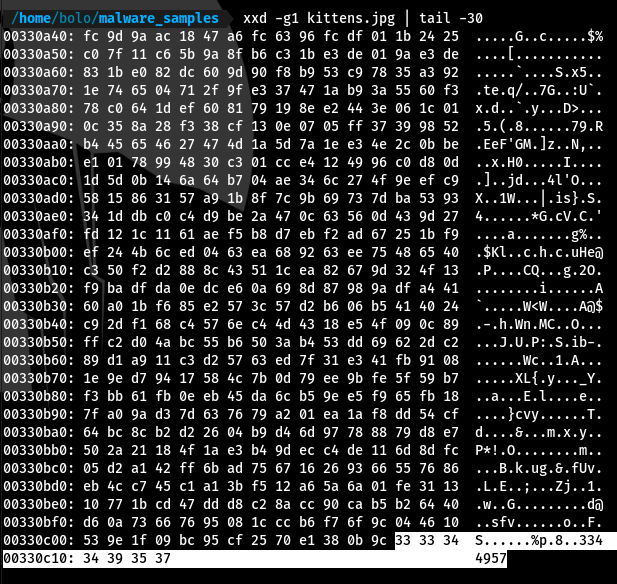 /home/bolo/malware_samples xxd -g1 kittens.jpg | tail -30
00330a40: fc 9d 9a ac 18 47 a6 fc 63 96 fc df 01 1b 24 25 .....G..c.....$%
00330a50: c0 7f 11 c6 5b 9a 8f b6 c3 1b e3 de 01 9a e3 de ....[...........
00330a60: 83 1b e0 82 dc 60 9d 90 f8 b9 53 c9 78 35 a3 92 .....`....S.x5..
00330a70: 1e 74 65 04 71 2f 9f e3 37 47 1a b9 3a 55 60 f3 .te.q/..7G..:U`.
00330a80: 78 c0 64 1d ef 60 81 79 19 8e e2 44 3e 06 1c 01 x.d..`.y...D>...
00330a90: 0c 35 8a 28 f3 38 cf 13 0e 07 05 ff 37 39 98 52 .5.(.8......79.R
00330aa0: b4 45 65 46 27 47 4d 1a 5d 7a 1e e3 4e 2c 0b be .EeF'GM.]z..N,..
00330ab0: e1 01 78 99 48 30 c3 01 cc e4 12 49 96 c0 d8 0d ..x.H0.....I....
00330ac0: 1d 5d 0b 14 6a 64 b7 04 ae 34 6c 27 4f 9e ef c9 .]..jd...4l'O...
00330ad0: 58 15 86 31 57 a9 1b 8f 7c 9b 69 73 7d ba 53 93 X..1W...|.is}.S.
00330ae0: 34 1d db c0 c4 d9 be 2a 47 0c 63 56 0d 43 9d 27 4......*G.cV.C.'
00330af0: fd 12 1c 11 61 ae f5 b8 d7 eb f2 ad 67 25 1b f9 ....a.......g%..
00330b00: ef 24 4b 6c ed 04 63 ea 68 92 63 ee 75 48 65 40 .$Kl..c.h.c.uHe@
00330b10: c3 50 f2 d2 88 8c 43 51 1c ea 82 67 9d 32 4f 13 .P....CQ...g.2O.
00330b20: f9 ba df da 0e dc e6 0a 69 8d 87 98 9a df a4 41 ........i......A
00330b30: 60 a0 1b f6 85 e2 57 3c 57 d2 b6 06 b5 41 40 24 `.....W<W....A@$
00330b40: c9 2d f1 68 c4 57 6e c4 4d 43 18 e5 4f 09 0c 89 .-.h.Wn.MC..O...
00330b50: ff c2 d4 4a bc 55 b6 50 3a b4 53 dd 69 62 2d c2 ...J.U.P:.S.ib-.
00330b60: 89 d1 a9 11 c3 d2 57 63 ed 7f 31 e3 41 fb 91 08 ......Wc..1.A...
00330b70: 1e 9e d7 94 17 58 4c 7b 0d 79 ee 9b fe 5f 59 b7 .....XL{.y..._Y.
00330b80: f3 bb 61 fb 0e eb 45 da 6c b5 9e e5 f9 65 fb 18 ..a...E.l....e..
00330b90: 7f a0 9a d3 7d 63 76 79 a2 01 ea 1a f8 dd 54 cf ....}cvy......T.
00330ba0: 64 bc 8c b2 d2 26 04 b9 d4 6d 97 78 88 79 d8 e7 d....&...m.x.y..
00330bb0: 50 2a 21 18 4f 1a e3 b4 9d ec c4 de 11 6d 8d fc P*!.O........m..
00330bc0: 05 d2 a1 42 ff 6b ad 75 67 16 26 93 66 55 76 86 ...B.k.ug.&.fUv.
00330bd0: eb 4c c7 45 c1 a1 3b f5 12 a6 5a 6a 01 fe 31 13 .L.E..;...Zj..1.
00330be0: 10 77 1b cd 47 dd d8 c2 8a cc 90 ca b5 b2 64 40 .w..G.........d@
00330bf0: d6 0a 73 66 76 95 08 1c cc b6 f7 6f 9c 04 46 10 ..sfv......o..F.
00330c00: 53 9e 1f 09 bc 95 cf 25 70 e1 38 0b 9c 33 33 34 S......%p.8..334
00330c10: 34 39 35 37 4957